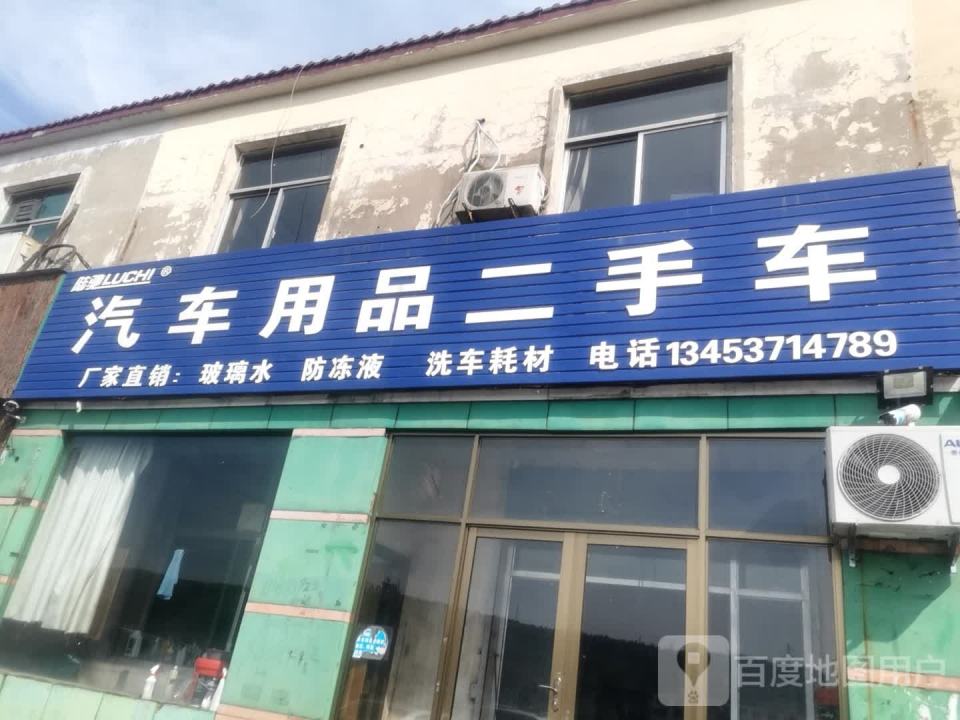 陆驰LUCHI®
汽车用品二手车
厂家直销：玻璃水 防冻液 洗车耗材 电话13453714789
百度地图用户